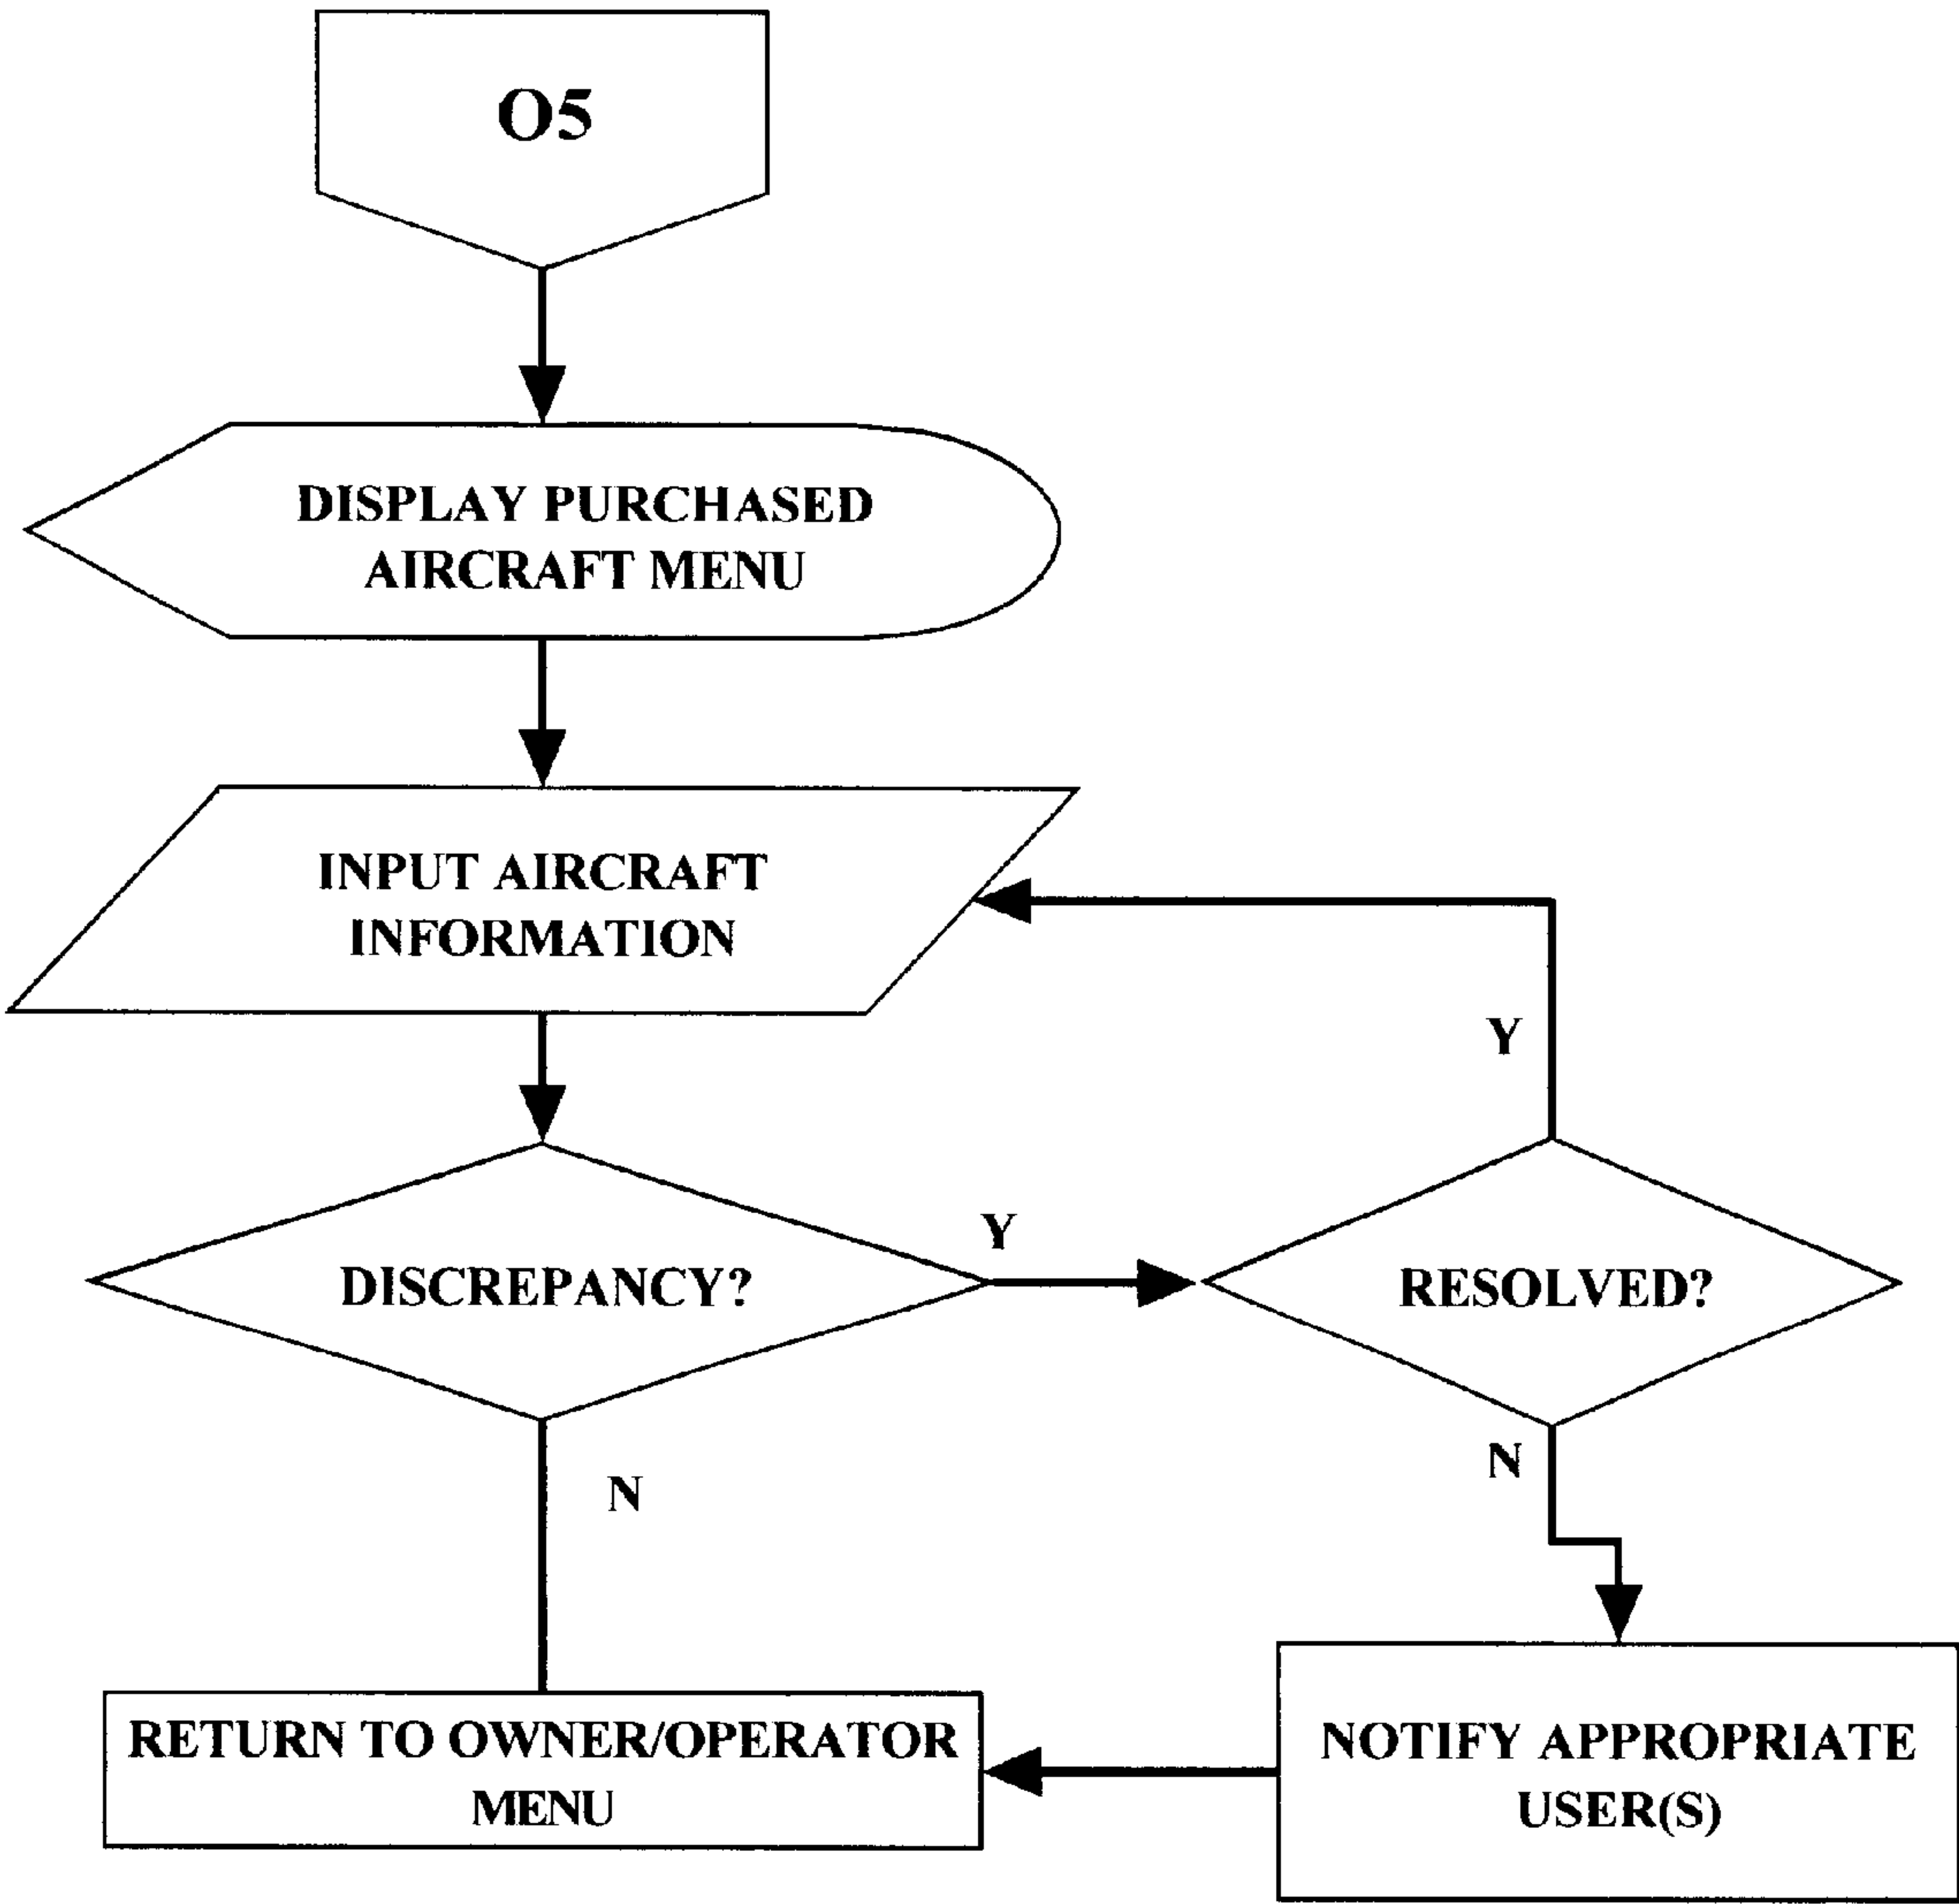 O5
DISPLAY PURCHASED
AIRCRAFT MENU
INPUT AIRCRAFT
INFORMATION
Y
DISCREPANCY?
Y
RESOLVED?
N
N
RETURN TO OWNER/OPERATOR
MENU
NOTIFY APPROPRIATE
USER(S)